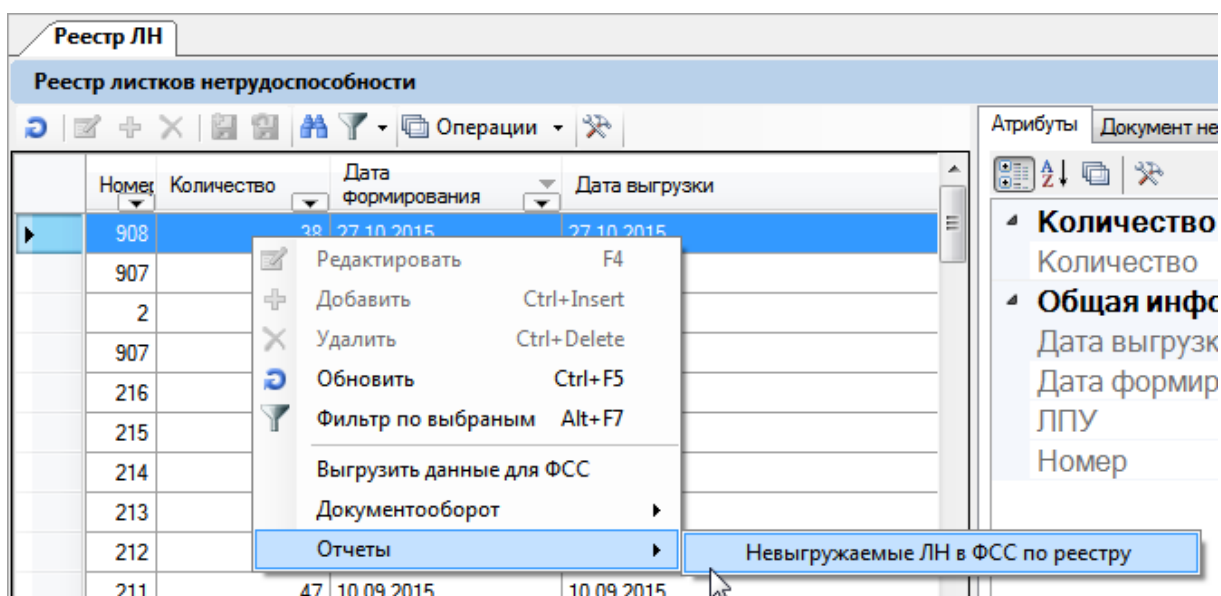 Реестр ЛН
Реестр листков нетрудоспособности
Операции
Номер Количество Дата формирования Дата выгрузки
908 38 27.10.2015 27.10.2015
907
2
907
216
215
214
213
212
211 47 10.09.2015 10.09.2015
Редактировать F4
Добавить Ctrl+Insert
Удалить Ctrl+Delete
Обновить Ctrl+F5
Фильтр по выбраным Alt+F7
Выгрузить данные для ФСС
Документооборот
Отчеты
Невыгружаемые ЛН в ФСС по реестру
Атрибуты Документ не
Количество
Количество
Общая инфо
Дата выгрузк
Дата формир
ЛПУ
Номер